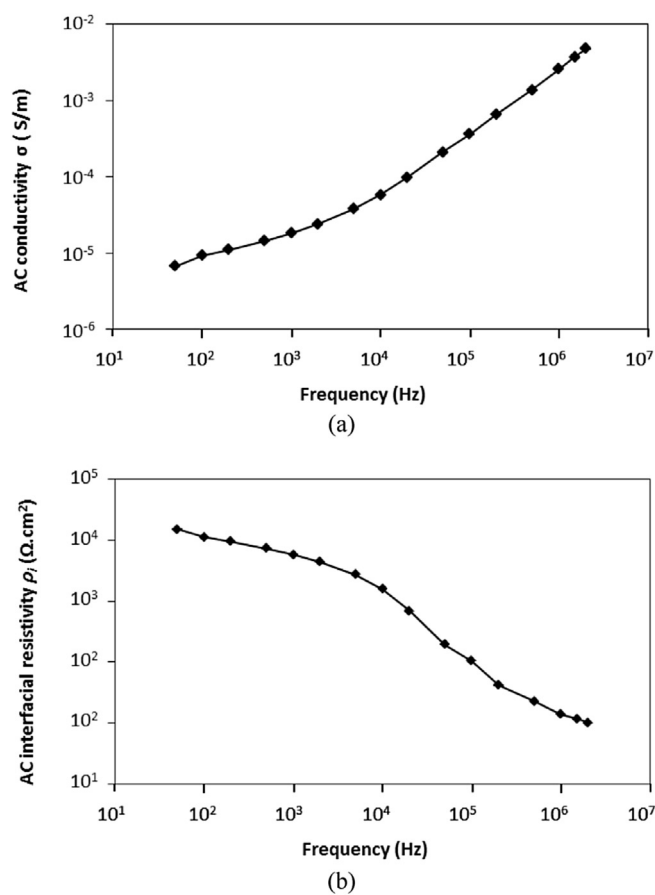 10⁻²
10⁻³
10⁻⁴
10⁻⁵
10⁻⁶
AC conductivity σ ( S/m)
10¹ 10² 10³ 10⁴ 10⁵ 10⁶ 10⁷
Frequency (Hz)
(a)
10⁵
10⁴
10³
10²
10²
10¹
AC interfacial resistivity ρᵢ (Ω.cm²)
10¹ 10² 10³ 10⁴ 10⁵ 10⁶ 10⁷
Frequency (Hz)
(b)